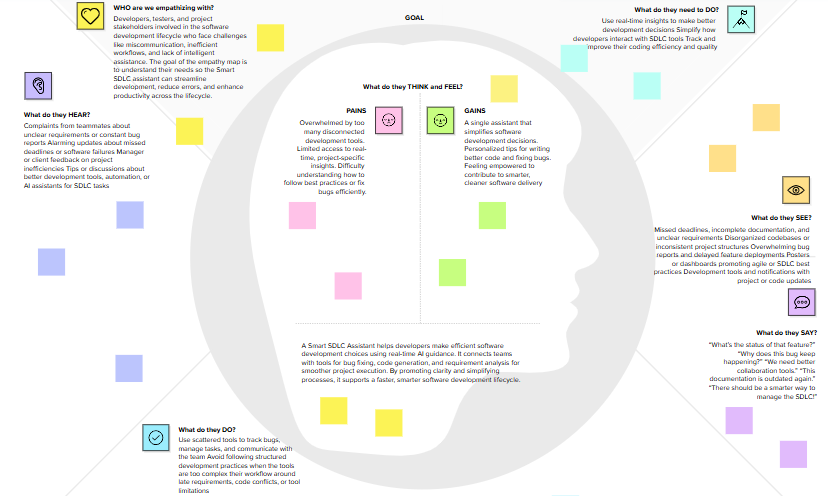 WHO are we empathizing with?
Developers, testers, and project
stakeholders involved in the software
development lifecycle who face challenges
like miscommunication, inefficient
workflows, and lack of intelligent
assistance. The goal of the empathy map is
to understand their needs so the Smart
SDLC assistant can streamline
development, reduce errors, and enhance
productivity across the lifecycle.
GOAL
What do they need to DO?
Use real-time insights to make better
development decisions Simplify how
developers interact with SDLC tools Track and
improve their coding efficiency and quality
What do they HEAR?
Complaints from teammates about
unclear requirements or constant bug
reports Alarming updates about missed
deadlines or software failures Manager
or client feedback on project
inefficiencies Tips or discussions about
better development tools, automation, or
AI assistants for SDLC tasks
What do they THINK and FEEL?
PAINS
Overwhelmed by too
many disconnected
development tools.
Limited access to real-
time, project-specific
insights. Difficulty
understanding how to
follow best practices or fix
bugs efficiently.
GAINS
A single assistant that
simplifies software
development decisions.
Personalized tips for writing
better code and fixing bugs.
Feeling empowered to
contribute to smarter,
cleaner software delivery
What do they SEE?
Missed deadlines, incomplete documentation, and
unclear requirements Disorganized codebases or
inconsistent project structures Overwhelming bug
reports and delayed feature deployments Posters
or dashboards promoting agile or SDLC best
practices Development tools and notifications with
project or code updates
What do they SAY?
"What's the status of that feature?"
"Why does this bug keep
happening?" "We need better
collaboration tools." "This
documentation is outdated again."
"There should be a smarter way to
manage the SDLC!"
A Smart SDLC Assistant helps developers make efficient software
development choices using real-time AI guidance. It connects teams
with tools for bug fixing, code generation, and requirement analysis for
smoother project execution. By promoting clarity and simplifying
processes, it supports a faster, smarter software development lifecycle.
What do they DO?
Use scattered tools to track bugs,
manage tasks, and communicate with
the team Avoid following structured
development practices when the tools
are too complex their workflow around
late requirements, code conflicts, or tool
limitations